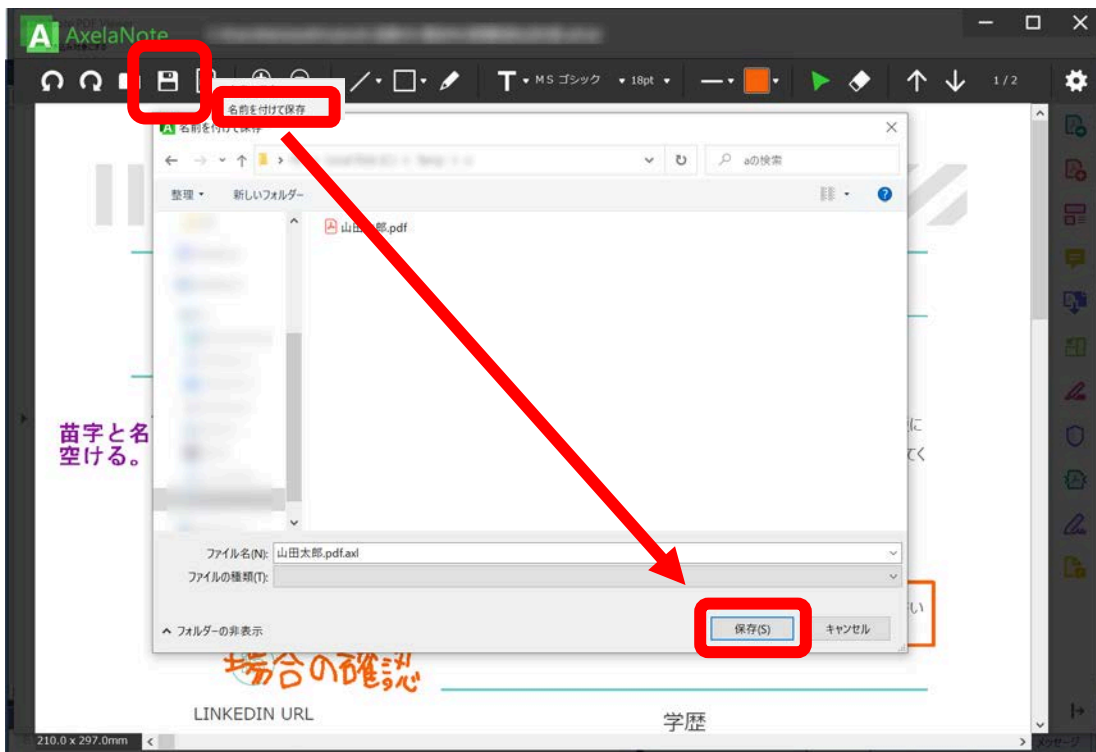 AxelaNote
T MS ゴシック 18pt 1 / 2
名前を付けて保存
名前を付けて保存
aの検索
整理 新しいフォルダー
山田太郎.pdf
苗字と名
空ける。
に
てく
ファイル名(N): 山田太郎.pdf.axl
ファイルの種類(T):
フォルダーの非表示
保存(S) キャンセル
い
場合の確認
LINKEDIN URL
学歴
210.0 x 297.0mm